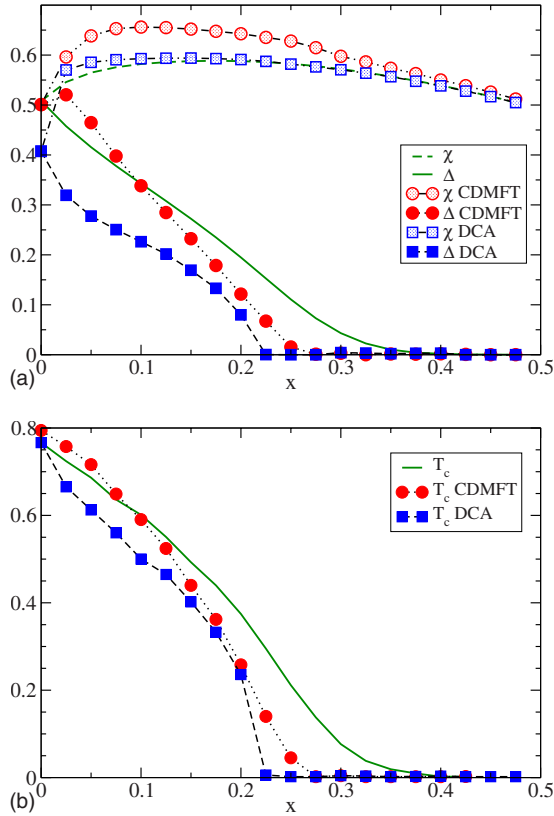 0.7
0.6
0.5
0.4
0.3
0.2
0.1
0
χ
Δ
χ CDMFT
Δ CDMFT
χ DCA
Δ DCA
0 0.1 0.2 0.3 0.4 0.5
x
(a)
0.8
0.6
0.4
0.2
0
T_c
T_c CDMFT
T_c DCA
0 0.1 0.2 0.3 0.4 0.5
x
(b)